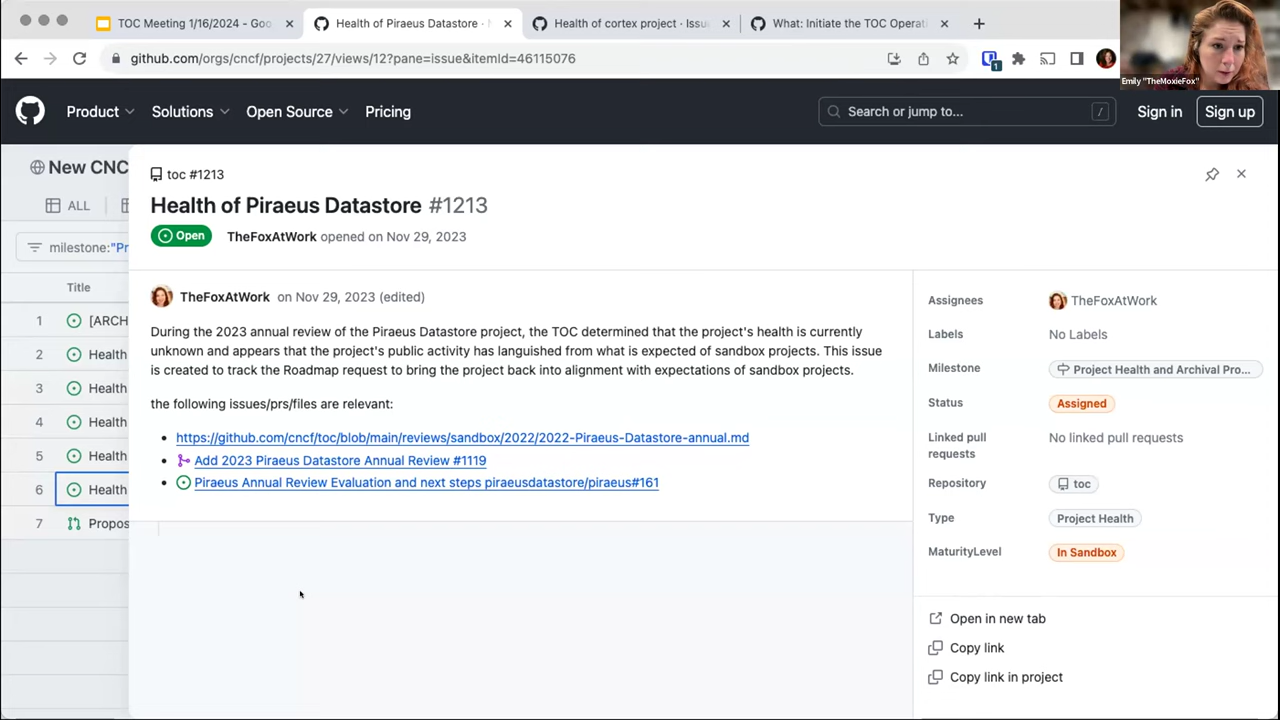 TOC Meeting 1/16/2024 - Goo
Health of Piraeus Datastore ·
Health of cortex project · Issu
What: Initiate the TOC Operati
github.com/orgs/cncf/projects/27/views/12?pane=issue&itemId=46115076
1
Emily "TheMoxieFox"
Product
Solutions
Open Source
Pricing
Search or jump to...
/
Sign in
Sign up
New CNC
ALL
milestone:"Pr
Title
1 [ARCH
2 Health
3 Health
4 Health
5 Health
6 Health
7 Propos
toc #1213
Health of Piraeus Datastore #1213
Open
TheFoxAtWork opened on Nov 29, 2023
TheFoxAtWork on Nov 29, 2023 (edited)
During the 2023 annual review of the Piraeus Datastore project, the TOC determined that the project's health is currently
unknown and appears that the project's public activity has languished from what is expected of sandbox projects. This issue
is created to track the Roadmap request to bring the project back into alignment with expectations of sandbox projects.
the following issues/prs/files are relevant:
• https://github.com/cncf/toc/blob/main/reviews/sandbox/2022/2022-Piraeus-Datastore-annual.md
• Add 2023 Piraeus Datastore Annual Review #1119
• Piraeus Annual Review Evaluation and next steps piraeusdatastore/piraeus#161
Assignees
TheFoxAtWork
Labels
No Labels
Milestone
Project Health and Archival Pro...
Status
Assigned
Linked pull
requests
No linked pull requests
Repository
toc
Type
Project Health
MaturityLevel
In Sandbox
Open in new tab
Copy link
Copy link in project